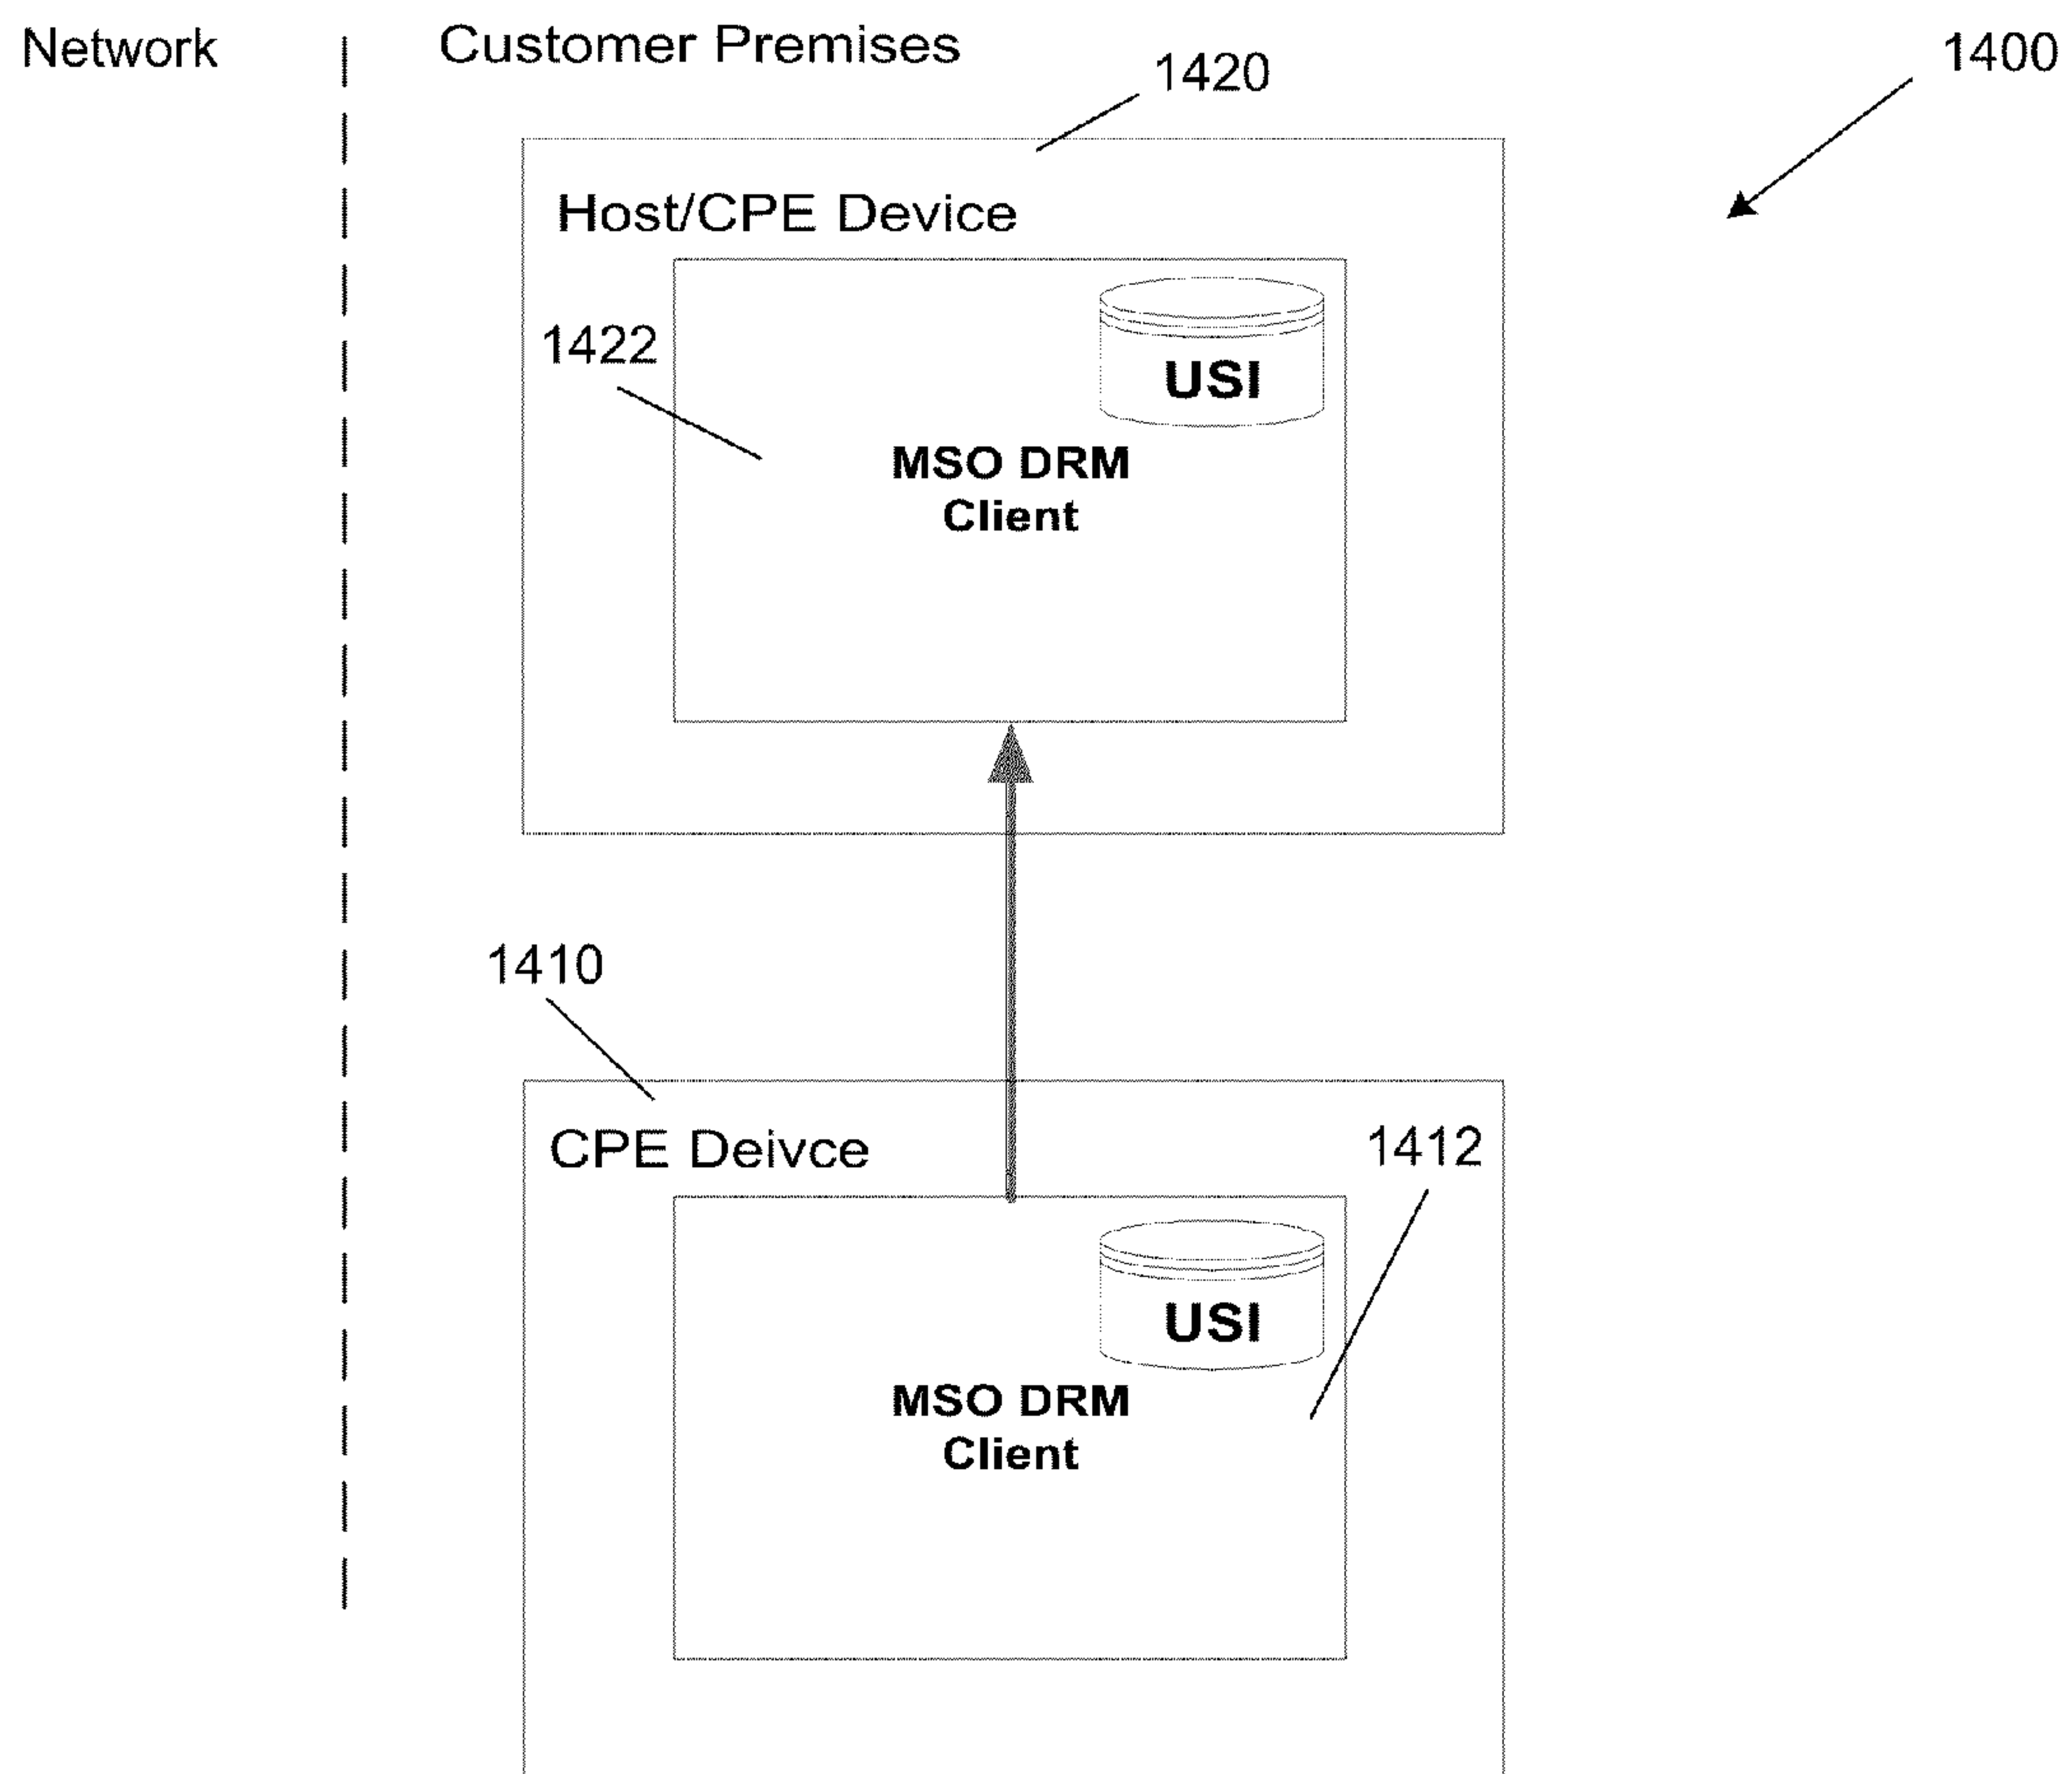 Network
Customer Premises
1420
1400
Host/CPE Device
1422
USI
MSO DRM
Client
1410
CPE Deivce
1412
USI
MSO DRM
Client